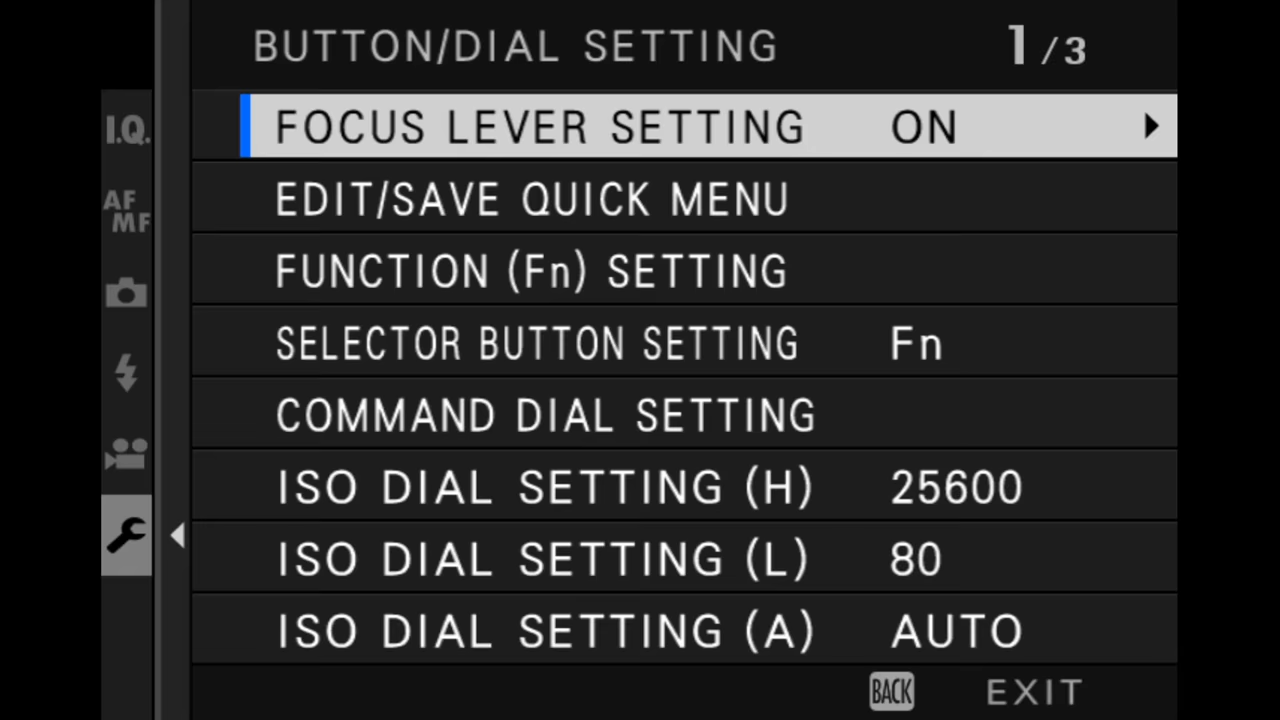 BUTTON/DIAL SETTING 1/3
I.Q.
FOCUS LEVER SETTING ON
AF
MF
EDIT/SAVE QUICK MENU
FUNCTION (Fn) SETTING
SELECTOR BUTTON SETTING Fn
COMMAND DIAL SETTING
ISO DIAL SETTING (H) 25600
ISO DIAL SETTING (L) 80
ISO DIAL SETTING (A) AUTO
BACK EXIT